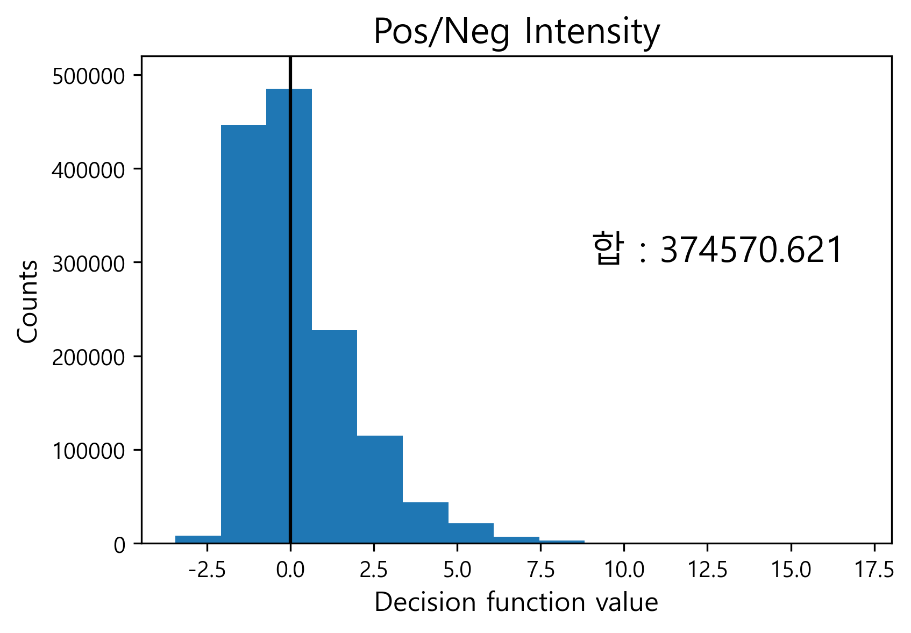 Pos/Neg Intensity
500000
400000
300000
200000
100000
0
Counts
합 : 374570.621
-2.5 0.0 2.5 5.0 7.5 10.0 12.5 15.0 17.5
Decision function value